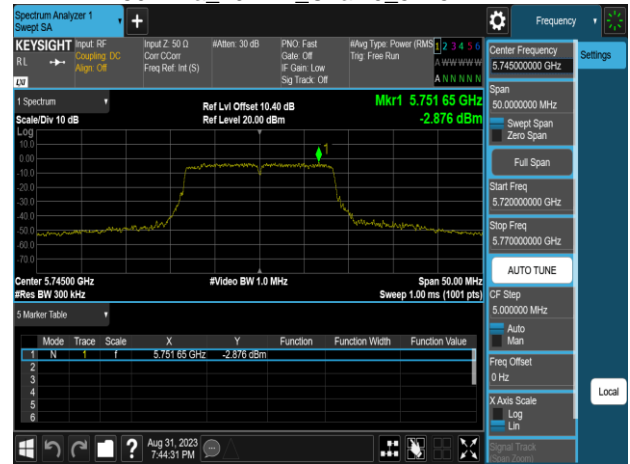 Spectrum Analyzer 1
Swept SA
+
Frequency
KEYSIGHT
RL
LXI
Input: RF
Coupling: DC
Align: Off
Input Z: 50 Ω
Corr CCorr
Freq Ref: Int (S)
#Atten: 30 dB
PNO: Fast
Gate: Off
IF Gain: Low
Sig Track: Off
#Avg Type: Power (RMS
Trig: Free Run
1 2 3 4 5 6
A W W W W W
A N N N N N
Center Frequency
5.745000000 GHz
Settings
Span
50.0000000 MHz
Swept Span
Zero Span
Full Span
Start Freq
5.720000000 GHz
Stop Freq
5.770000000 GHz
AUTO TUNE
CF Step
5.000000 MHz
Auto
Man
Freq Offset
0 Hz
X Axis Scale
Log
Lin
Signal Track
(Span Zoom)
Local
1 Spectrum
Scale/Div 10 dB
Ref Lvl Offset 10.40 dB
Ref Level 20.00 dBm
Mkr1 5.751 65 GHz
-2.876 dBm
Log
10.0
0.00
-10.0
-20.0
-30.0
-40.0
-50.0
-60.0
-70.0
1
Center 5.74500 GHz
#Res BW 300 kHz
#Video BW 1.0 MHz
Span 50.00 MHz
Sweep 1.00 ms (1001 pts)
5 Marker Table
Mode Trace Scale X Y Function Function Width Function Value
1 N 1 f 5.751 65 GHz -2.876 dBm
2
3
4
5
6
?
Aug 31, 2023
7:44:31 PM